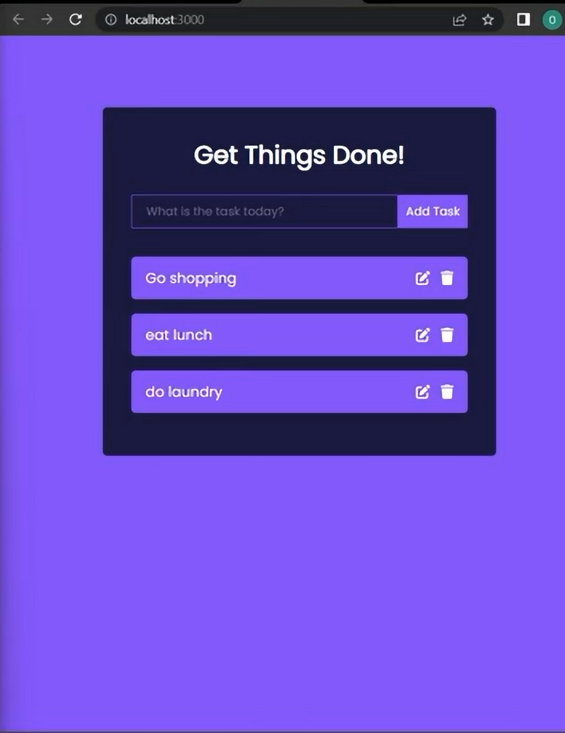 localhost:3000
O
Get Things Done!
What is the task today?
Add Task
Go shopping
eat lunch
do laundry